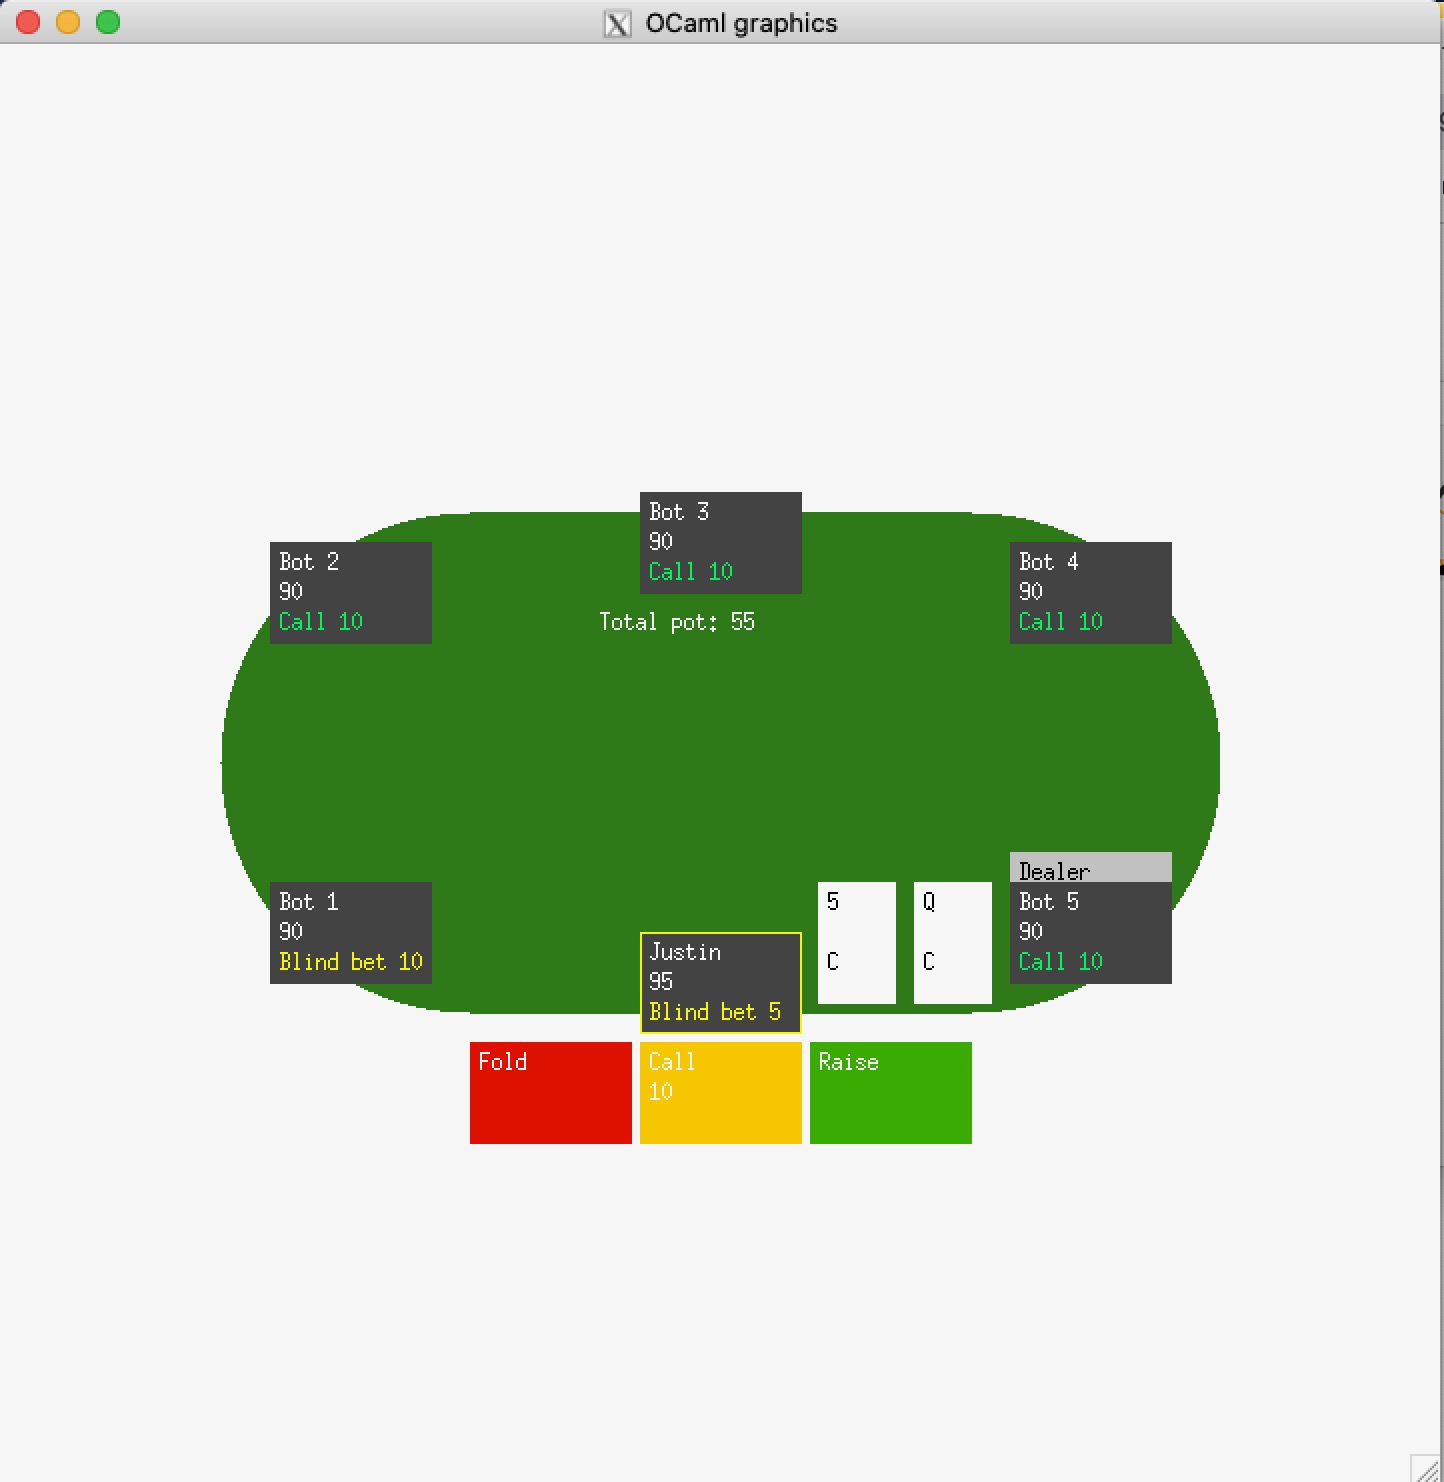 OCaml graphics
Bot 3
90
Call 10
Bot 2
90
Call 10
Bot 4
90
Call 10
Total pot: 55
Bot 1
90
Blind bet 10
Justin
95
Blind bet 5
5
C
Q
C
Dealer
Bot 5
90
Call 10
Fold
Call
10
Raise